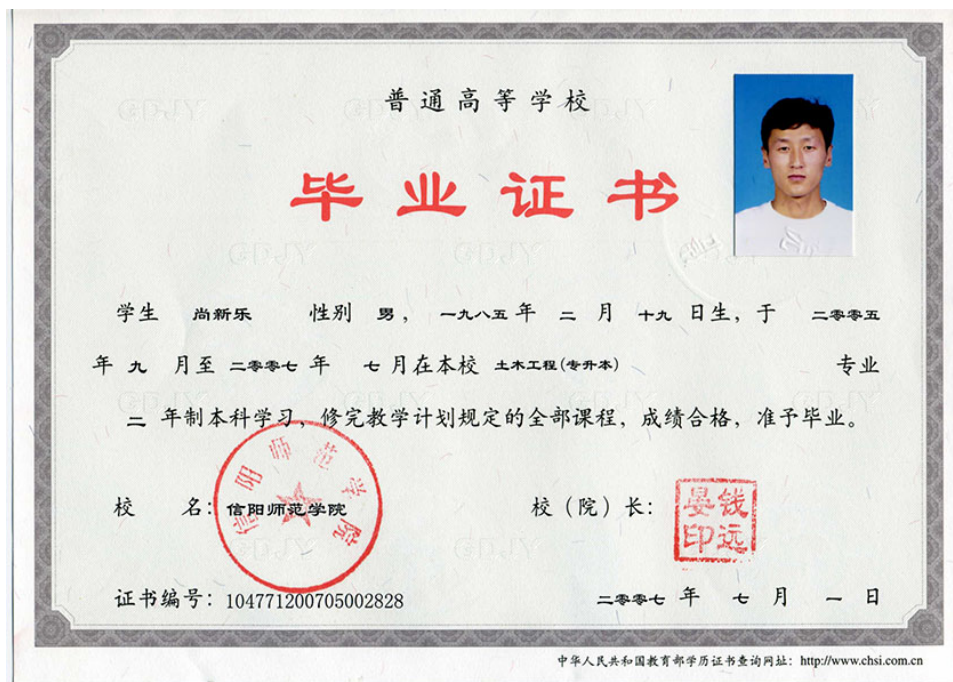 普通高等学校
毕业证书
学生 尚新乐 性别 男， 一九八五年 二 月 十九 日生，于 二零零五
年 九 月至 二零零七 年 七 月在本校 土木工程(专升本) 专业
二 年制本科学习，修完教学计划规定的全部课程，成绩合格，准予毕业。
信阳师范学院
校 名：信阳师范学院 校（院）长：
钱远晏印
证书编号：104771200705002828 二零零七 年 七 月 一 日
中华人民共和国教育部学历证书查询网址：http://www.chsi.com.cn